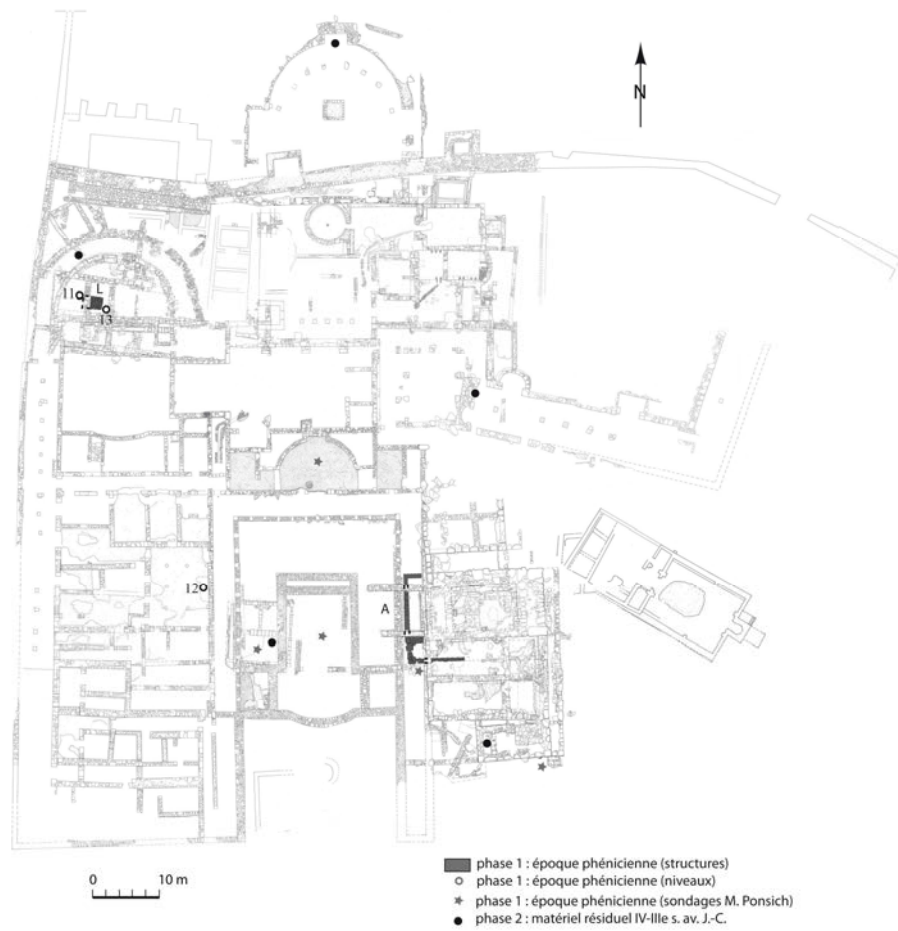 N
L
11
13
12
A
0 10 m
phase 1 : époque phénicienne (structures)
phase 1 : époque phénicienne (niveaux)
phase 1 : époque phénicienne (sondages M. Ponsich)
phase 2 : matériel résiduel IV-IIIe s. av. J.-C.